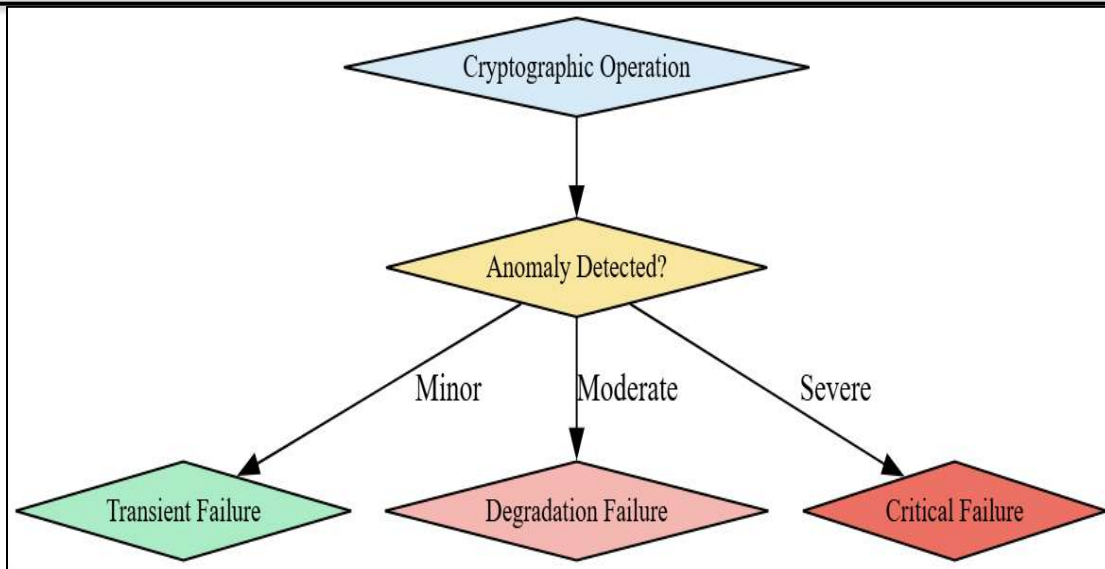 Cryptographic Operation
Anomaly Detected?
Minor
Moderate
Severe
Transient Failure
Degradation Failure
Critical Failure